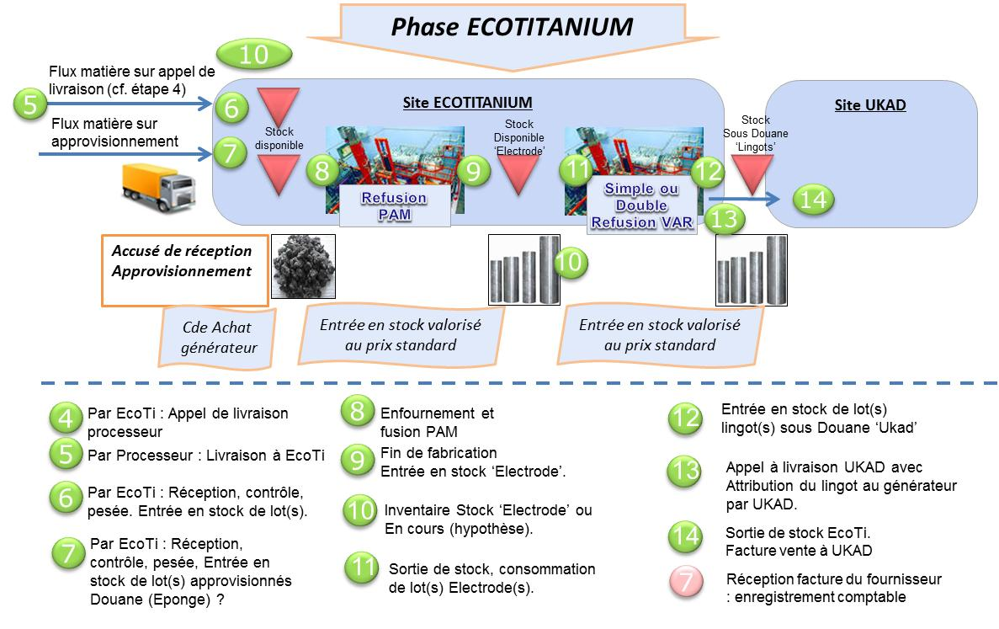 Phase ECOTITANIUM
10
Flux matière sur appel de
livraison (cf. étape 4)
5
Flux matière sur
approvisionnement
6
7
Site ECOTITANIUM
Stock
disponible
8
Refusion
PAM
9
Stock
Disponible
‘Electrode’
11
Simple ou
Double
Refusion VAR
12
Stock
Sous Douane
‘Lingots’
13
Site UKAD
14
Accusé de réception
Approvisionnement
10
Cde Achat
générateur
Entrée en stock valorisé
au prix standard
Entrée en stock valorisé
au prix standard
4
Par EcoTi : Appel de livraison
processeur
5
Par Processeur : Livraison à EcoTi
6
Par EcoTi : Réception, contrôle,
pesée. Entrée en stock de lot(s).
7
Par EcoTi : Réception,
contrôle, pesée, Entrée en
stock de lot(s) approvisionnés
Douane (Eponge) ?
8
Enfournement et
fusion PAM
9
Fin de fabrication
Entrée en stock ‘Electrode’.
10
Inventaire Stock ‘Electrode’ ou
En cours (hypothèse).
11
Sortie de stock, consommation
de lot(s) Electrode(s).
12
Entrée en stock de lot(s)
lingot(s) sous Douane ‘Ukad’
13
Appel à livraison UKAD avec
Attribution du lingot au générateur
par UKAD.
14
Sortie de stock EcoTi.
Facture vente à UKAD
7
Réception facture du fournisseur
: enregistrement comptable